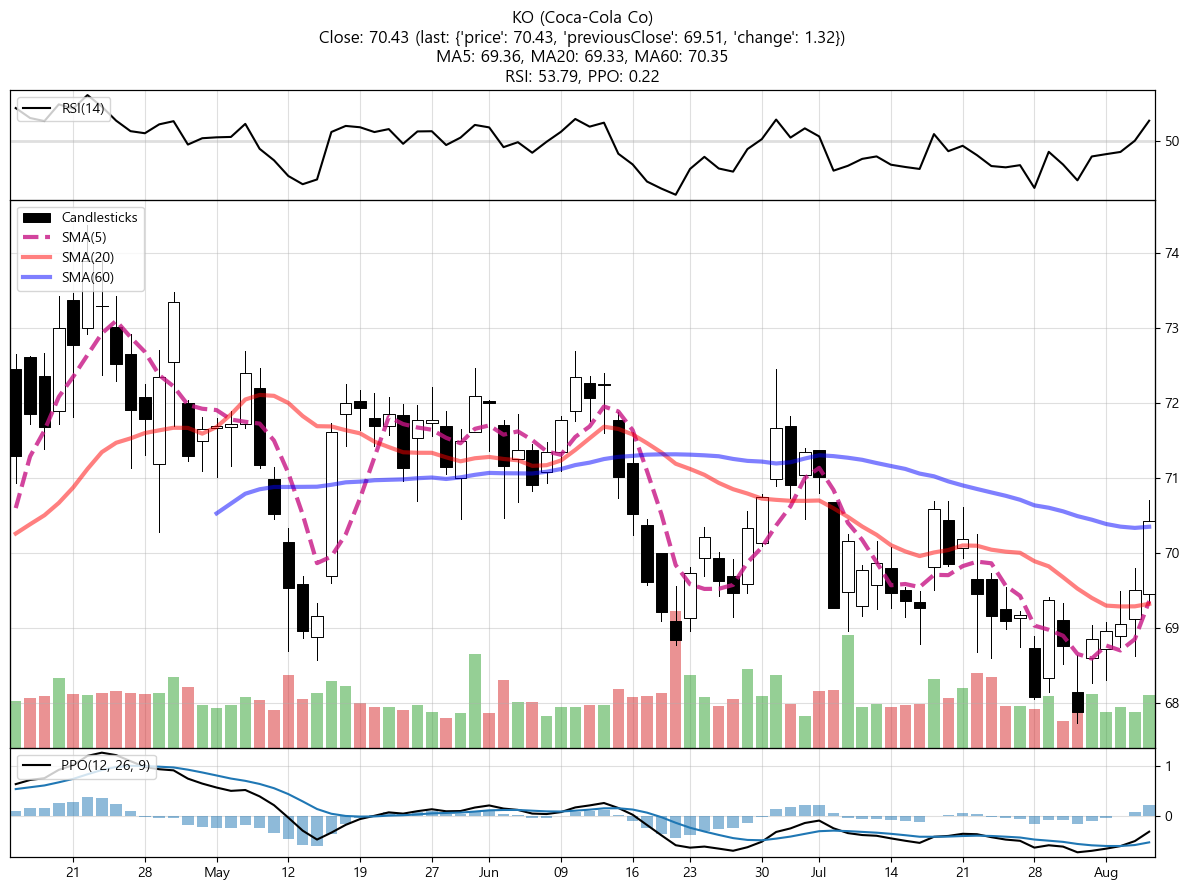 KO (Coca-Cola Co)
Close: 70.43 (last: {'price': 70.43, 'previousClose': 69.51, 'change': 1.32})
MA5: 69.36, MA20: 69.33, MA60: 70.35
RSI: 53.79, PPO: 0.22
RSI(14)
50
Candlesticks
SMA(5)
SMA(20)
SMA(60)
74
73
72
71
70
69
68
PPO(12, 26, 9)
1
0
21 28 May 12 19 27 Jun 09 16 23 30 Jul 14 21 28 Aug